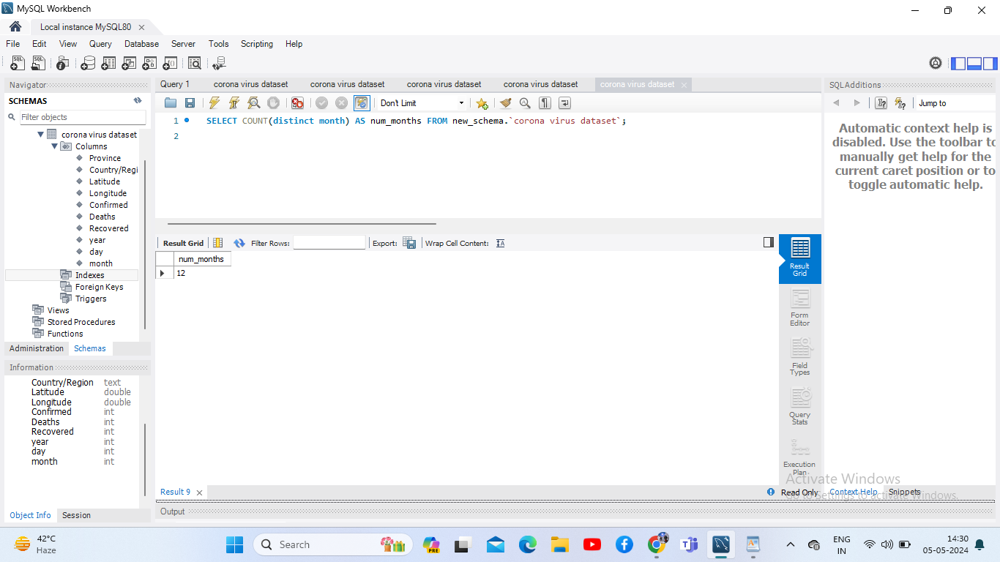 MySQL Workbench
Local instance MySQL80
File Edit View Query Database Server Tools Scripting Help
Navigator
SCHEMAS
Filter objects
corona virus dataset
Columns
Province
Country/Regi
Latitude
Longitude
Confirmed
Deaths
Recovered
year
day
month
Indexes
Foreign Keys
Triggers
Views
Stored Procedures
Functions
Administration Schemas
Information
Country/Region text
Latitude double
Longitude double
Confirmed int
Deaths int
Recovered int
year int
day int
month int
Object Info Session
Query 1 corona virus dataset corona virus dataset corona virus dataset corona virus dataset corona virus dataset
Don't Limit
1 SELECT COUNT(distinct month) AS num_months FROM new_schema.`corona virus dataset`;
2
Result Grid Filter Rows: Export: Wrap Cell Content:
num_months
12
Result
Grid
Form
Editor
Field
Types
Query
Stats
Execution
Plan
Result 9
Read Only
Output
SQLAdditions
Jump to
Automatic context help is
disabled. Use the toolbar to
manually get help for the
current caret position or to
toggle automatic help.
Activate Windows
Go to Settings to activate Windows.
Context Help Snippets
42°C
Haze
Search
PRE
ENG
IN
14:30
05-05-2024